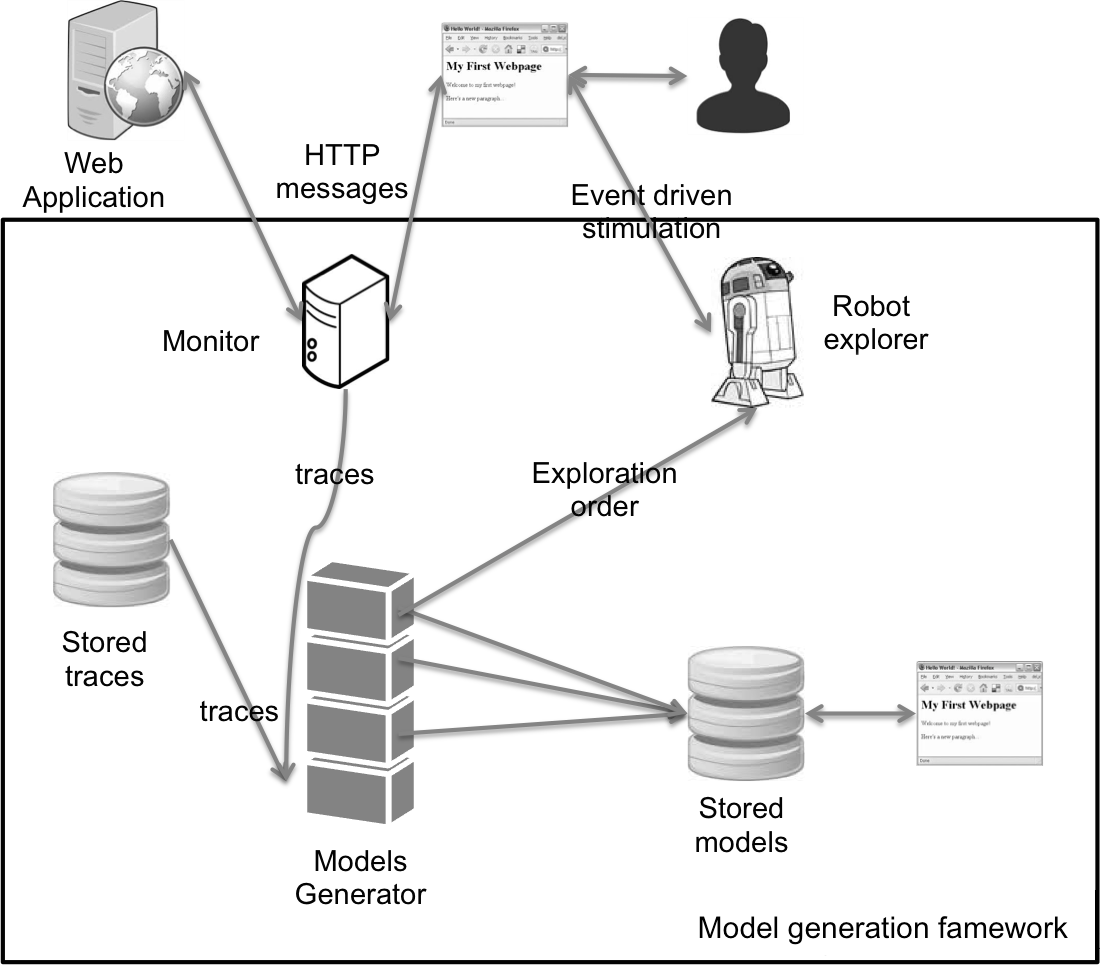 Hello World! - Mozilla Firefox
File Edit View History Bookmarks Tools Help
My First Webpage
Welcome to my first webpage!
Here's a new paragraph...
Done
Web
Application
HTTP
messages
Event driven
stimulation
Monitor
Robot
explorer
traces
Exploration
order
Stored
traces
traces
Models
Generator
Hello World! - Mozilla Firefox
File Edit View History Bookmarks Tools Help
My First Webpage
Welcome to my first webpage!
Here's a new paragraph...
Done
Stored
models
Model generation famework